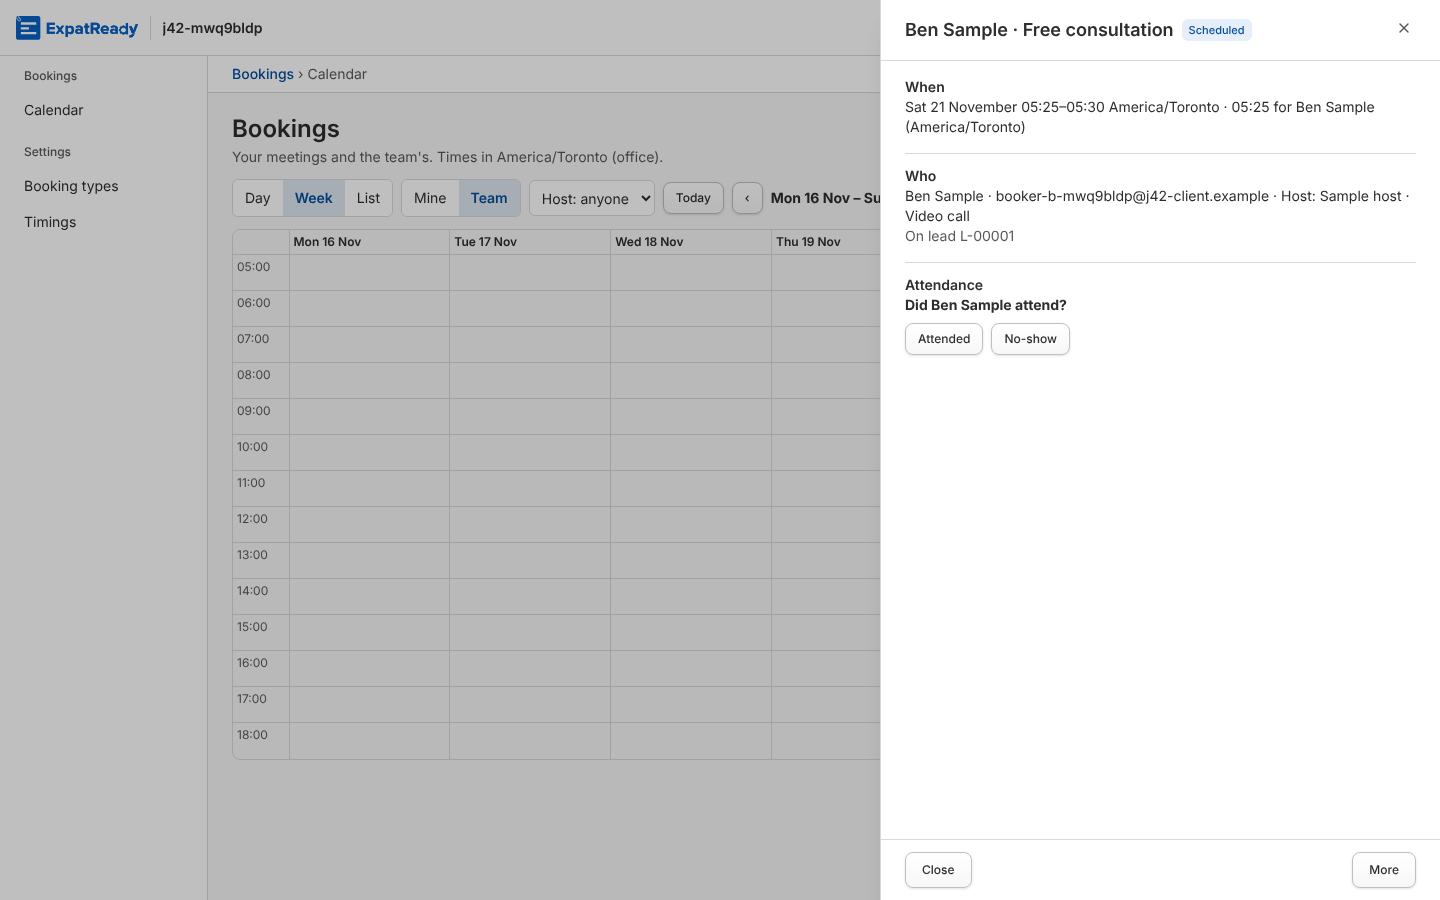 ExpatReady
j42-mwq9bldp
Bookings
Calendar
Settings
Booking types
Timings
Bookings › Calendar
Bookings
Your meetings and the team's. Times in America/Toronto (office).
Day Week List Mine Team Host: anyone Today ‹ Mon 16 Nov – Su
Mon 16 Nov Tue 17 Nov Wed 18 Nov Thu 19 Nov
05:00
06:00
07:00
08:00
09:00
10:00
11:00
12:00
13:00
14:00
15:00
16:00
17:00
18:00
Ben Sample · Free consultation Scheduled ×
When
Sat 21 November 05:25–05:30 America/Toronto · 05:25 for Ben Sample
(America/Toronto)
Who
Ben Sample · booker-b-mwq9bldp@j42-client.example · Host: Sample host ·
Video call
On lead L-00001
Attendance
Did Ben Sample attend?
Attended No-show
Close More